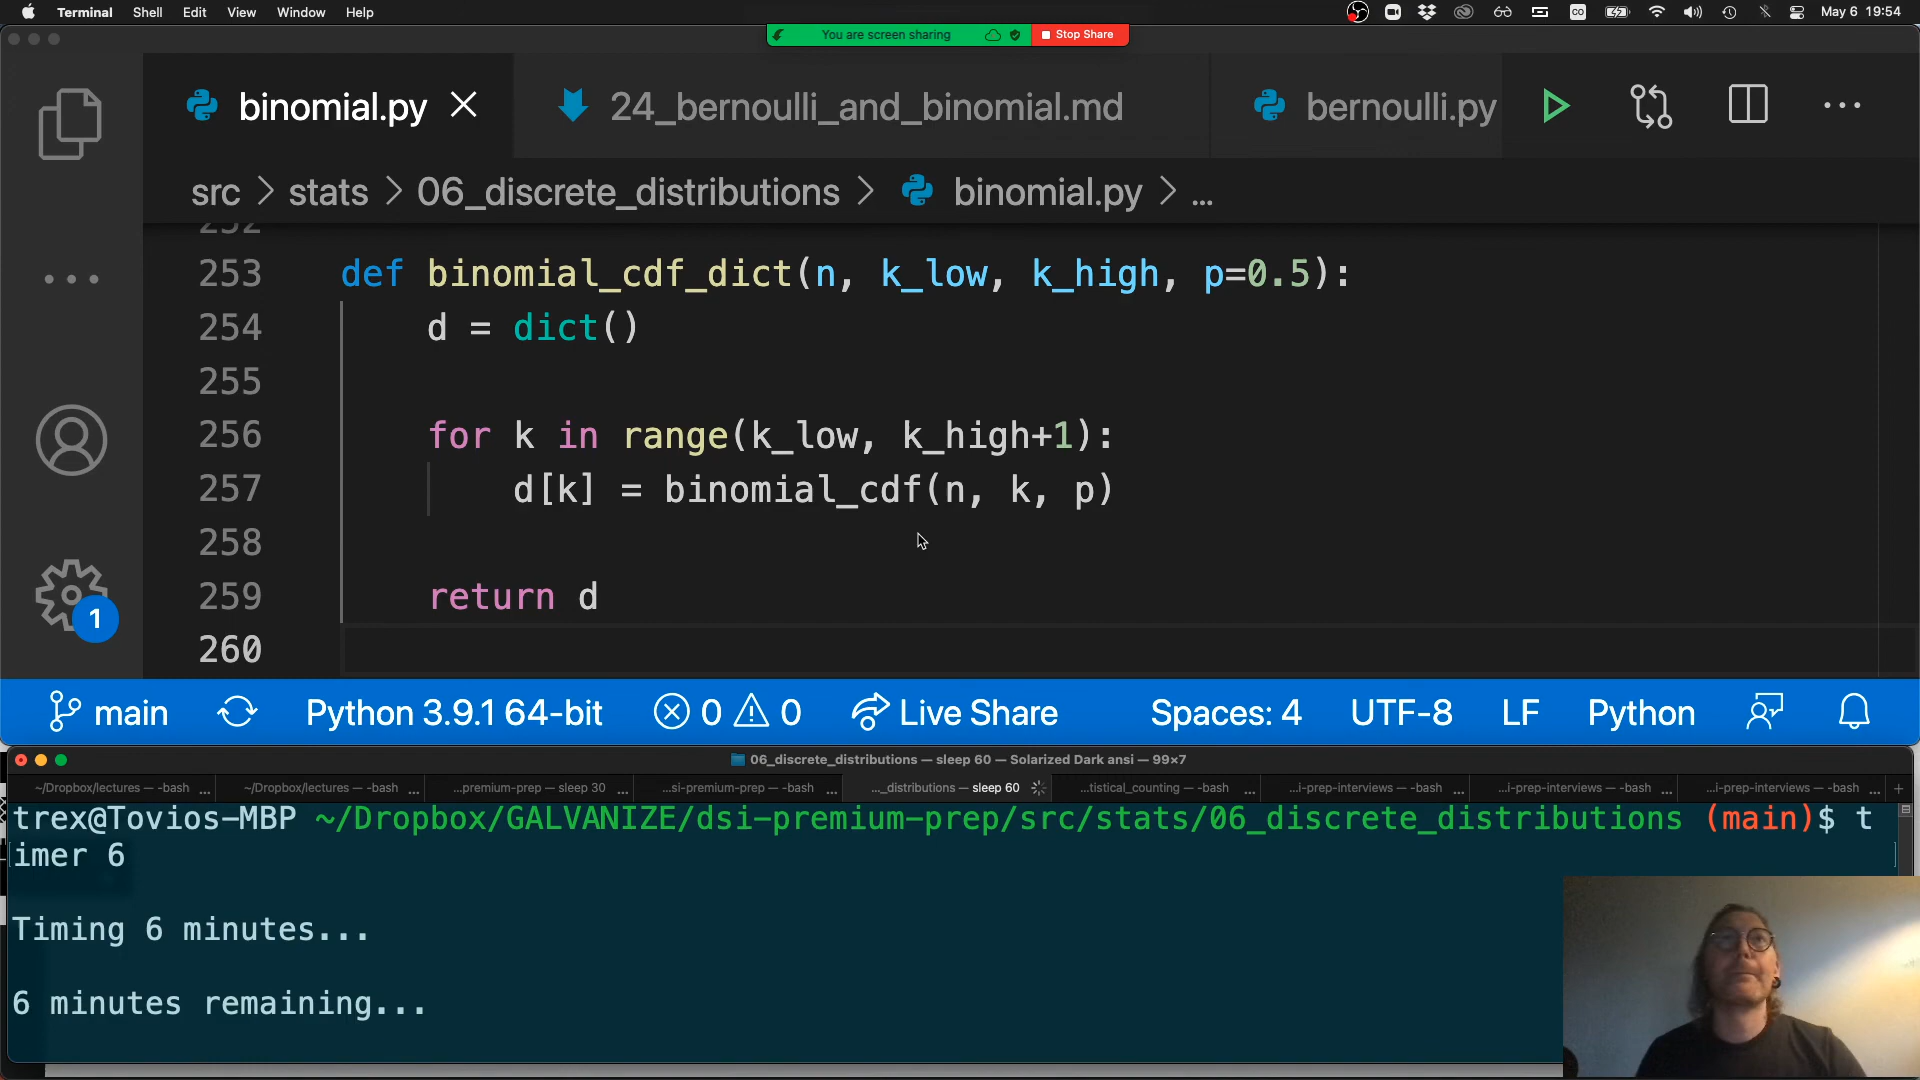 Terminal Shell Edit View Window Help May 6 19:54
You are screen sharing Stop Share
binomial.py 24_bernoulli_and_binomial.md bernoulli.py
src > stats > 06_discrete_distributions > binomial.py > ...
252
253 def binomial_cdf_dict(n, k_low, k_high, p=0.5):
254 d = dict()
255
256 for k in range(k_low, k_high+1):
257 d[k] = binomial_cdf(n, k, p)
258
259 return d
260
1
main Python 3.9.1 64-bit 0 0 Live Share Spaces: 4 UTF-8 LF Python
06_discrete_distributions — sleep 60 — Solarized Dark ansi — 99×7
~/Dropbox/lectures — -bash ... ~/Dropbox/lectures — -bash ... ...premium-prep — sleep 30 ... ...si-premium-prep — -bash ... ..._distributions — sleep 60 ...tistical_counting — -bash ... ...i-prep-interviews — -bash ... ...i-prep-interviews — -bash ... ...i-prep-interviews — -bash ... +
trex@Tovios-MBP ~/Dropbox/GALVANIZE/dsi-premium-prep/src/stats/06_discrete_distributions (main)$ t
imer 6
Timing 6 minutes...
6 minutes remaining...